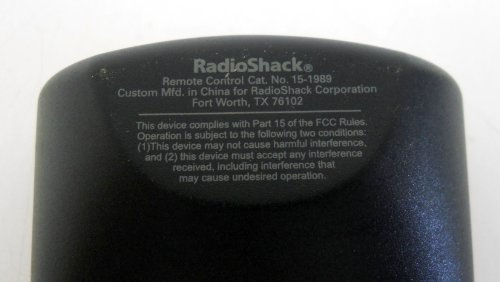 RadioShack®
Remote Control Cat. No. 15-1989
Custom Mfd. in China for RadioShack Corporation
Fort Worth, TX 76102
This device complies with Part 15 of the FCC Rules.
Operation is subject to the following two conditions:
(1)This device may not cause harmful interference,
and (2) this device must accept any interference
received, including interference that
may cause undesired operation.